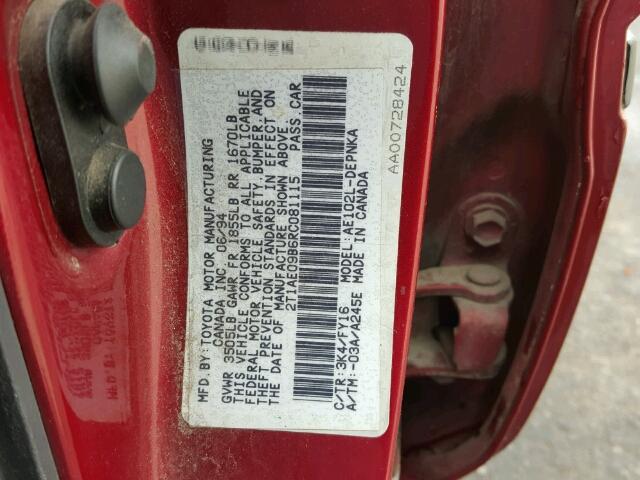 MFD BY: TOYOTA MOTOR MANUFACTURING
CANADA INC. 06/94
GVWR 3505LB GAWR FR 1855LB RR 1670LB
THIS VEHICLE CONFORMS TO ALL APPLICABLE
FEDERAL MOTOR VEHICLE SAFETY, BUMPER, AND
THEFT PREVENTION STANDARDS IN EFFECT ON
THE DATE OF MANUFACTURE SHOWN ABOVE.
2T1AE09B6RC081115 PASS.CAR
C/TR: 3K4/FY16 MODEL: AE102L-DEPNKA
A/TM: -03A/A245E MADE IN CANADA
AA00728424